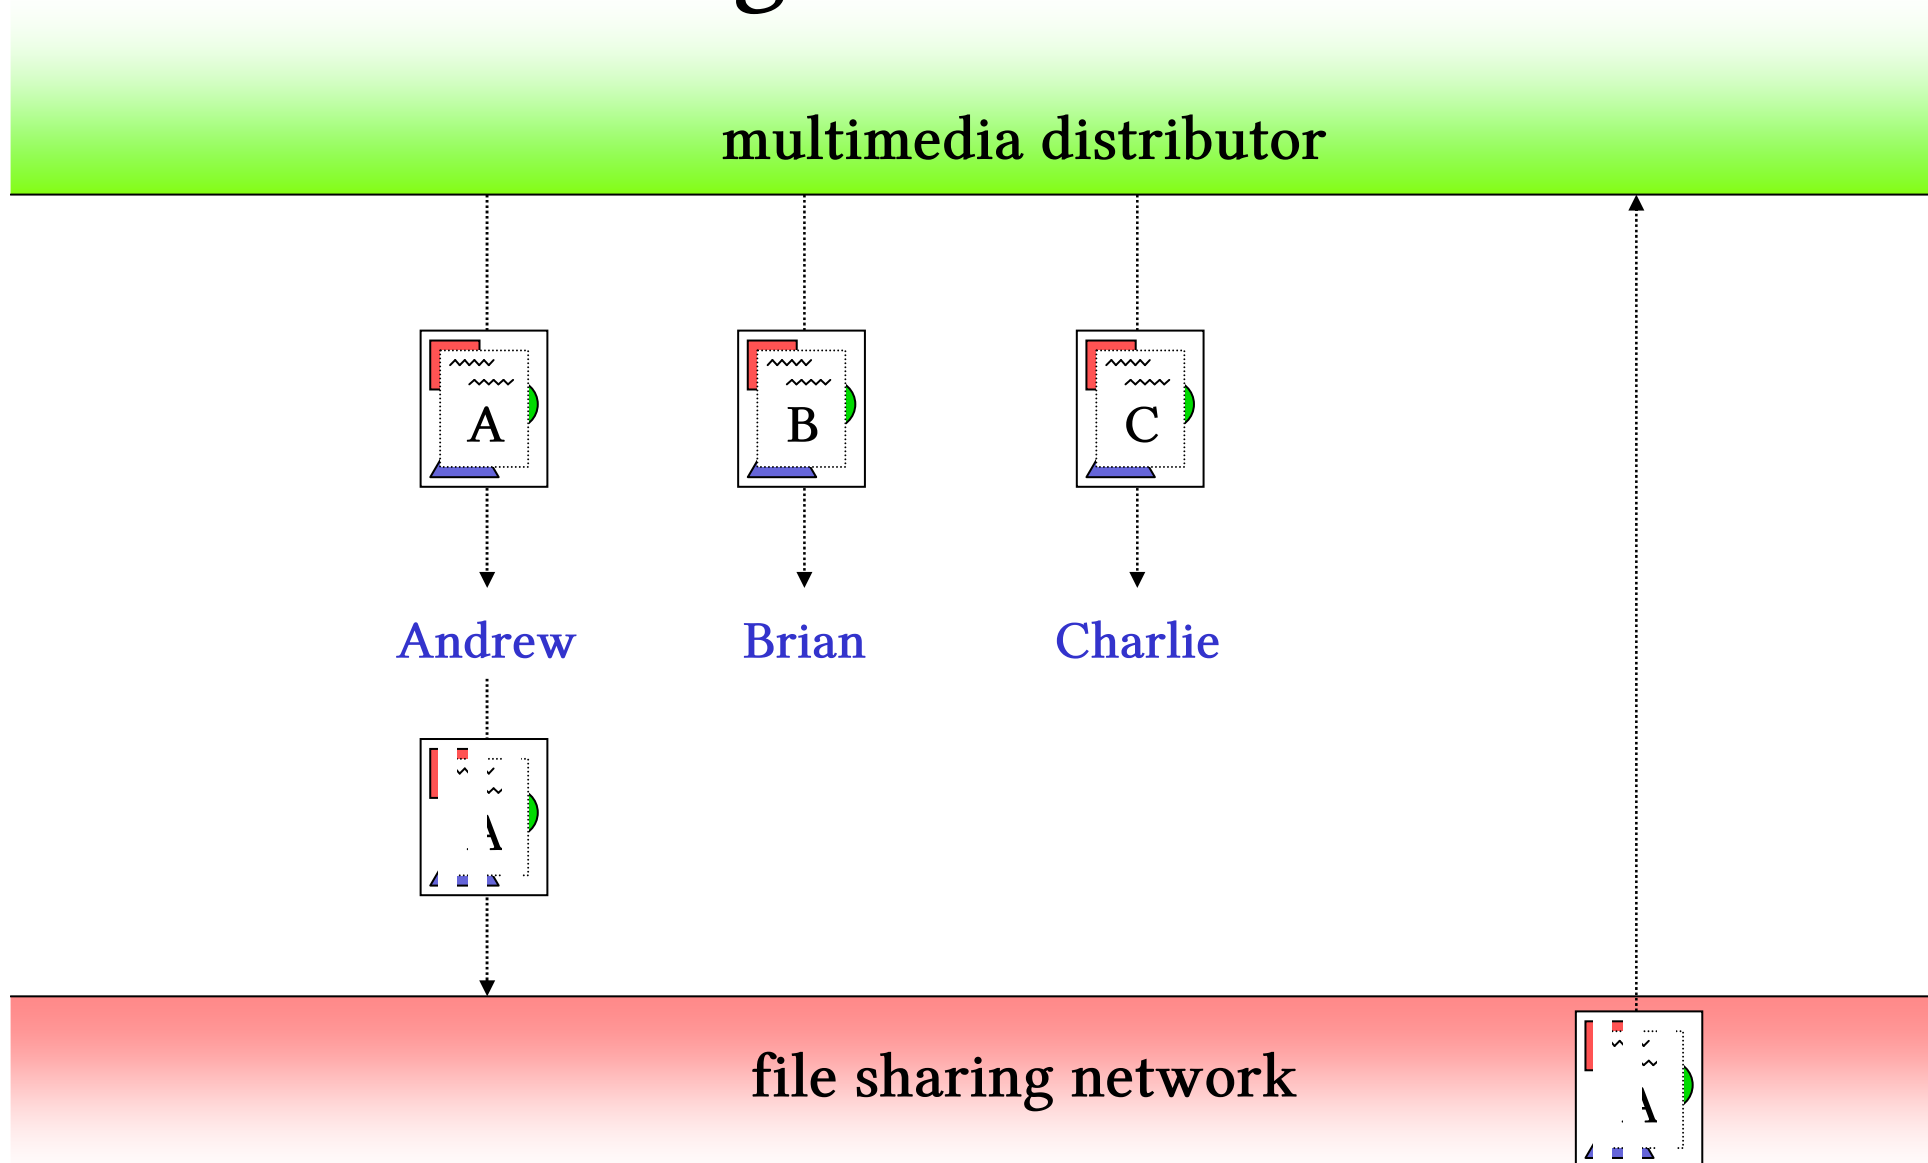 multimedia distributor
A B C
Andrew Brian Charlie
A
file sharing network
A